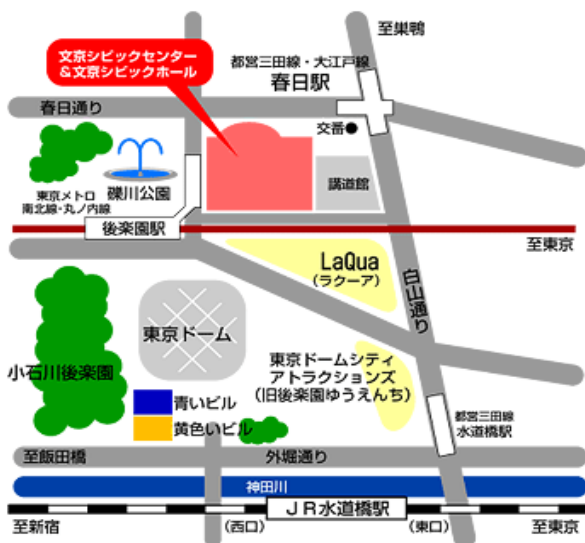 至巣鴨
文京シビックセンター
&文京シビックホール
都営三田線・大江戸線
春日駅
春日通り
交番
講道館
礫川公園
東京メトロ
南北線・丸ノ内線
後楽園駅
至東京
LaQua
(ラクーア)
白山通り
東京ドーム
小石川後楽園
東京ドームシティ
アトラクションズ
(旧後楽園ゆうえんち)
青いビル
黄色いビル
都営三田線
水道橋駅
至飯田橋
外堀通り
神田川
JR水道橋駅
至新宿
(西口)
(東口)
至東京